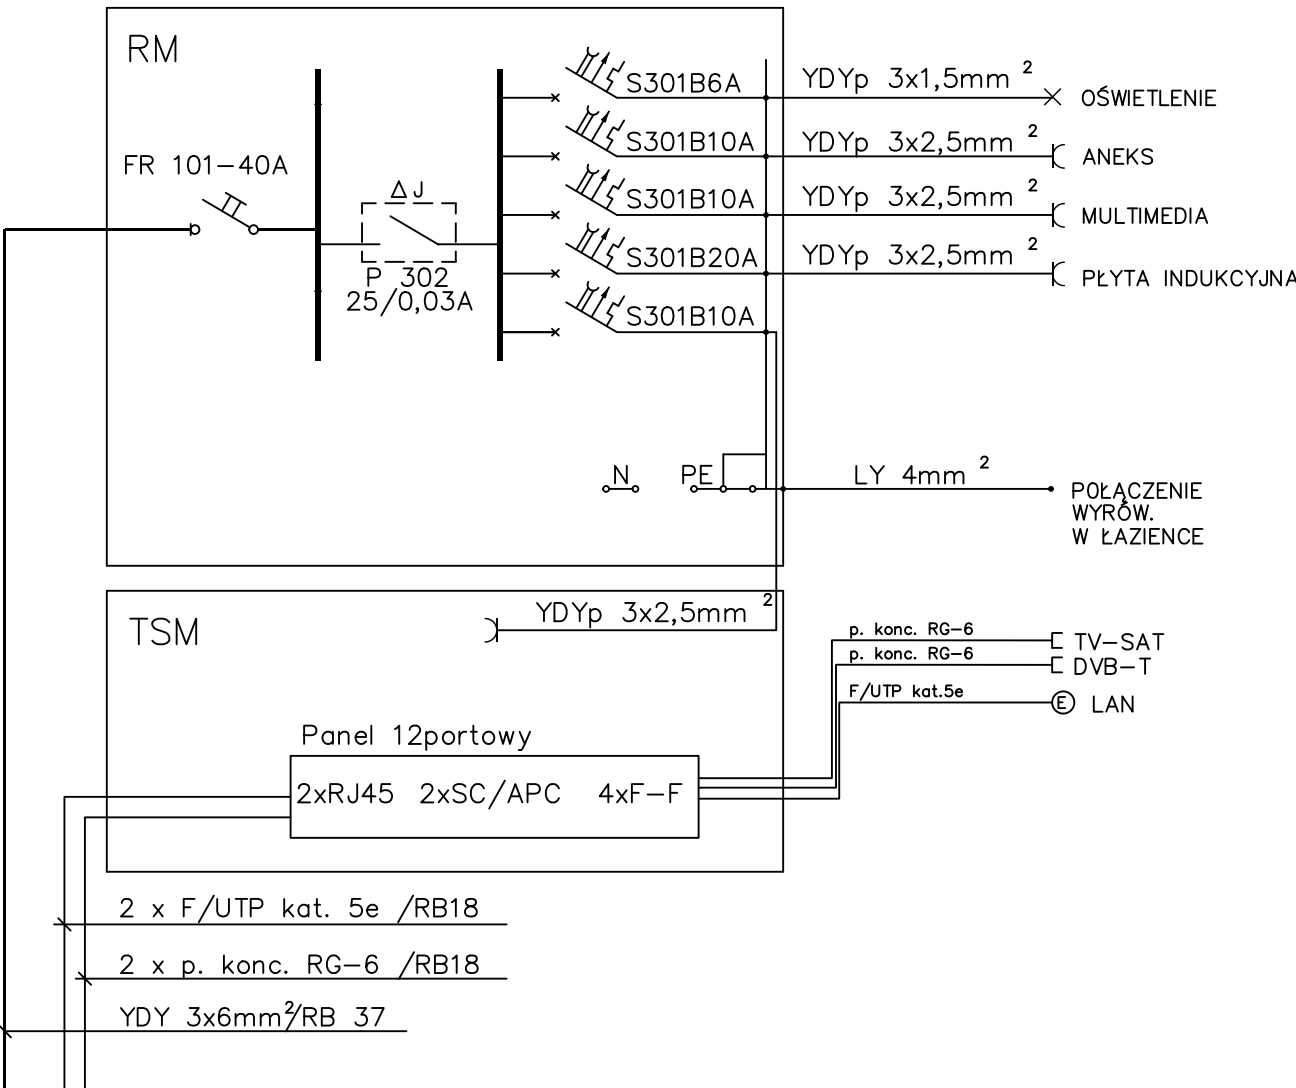 RM
FR 101-40A
ΔJ
P 302
25/0,03A
S301B6A
YDYp 3x1,5mm²
OŚWIETLENIE
S301B10A
YDYp 3x2,5mm²
ANEKS
S301B10A
YDYp 3x2,5mm²
MULTIMEDIA
S301B20A
YDYp 3x2,5mm²
PŁYTA INDUKCYJNA
S301B10A
N
PE
LY 4mm²
POŁĄCZENIE
WYRÓW.
W ŁAZIENCE
TSM
YDYp 3x2,5mm²
p. konc. RG-6
TV-SAT
p. konc. RG-6
DVB-T
F/UTP kat.5e
E
LAN
Panel 12portowy
2xRJ45 2xSC/APC 4xF-F
2 x F/UTP kat. 5e /RB18
2 x p. konc. RG-6 /RB18
YDY 3x6mm²/RB 37